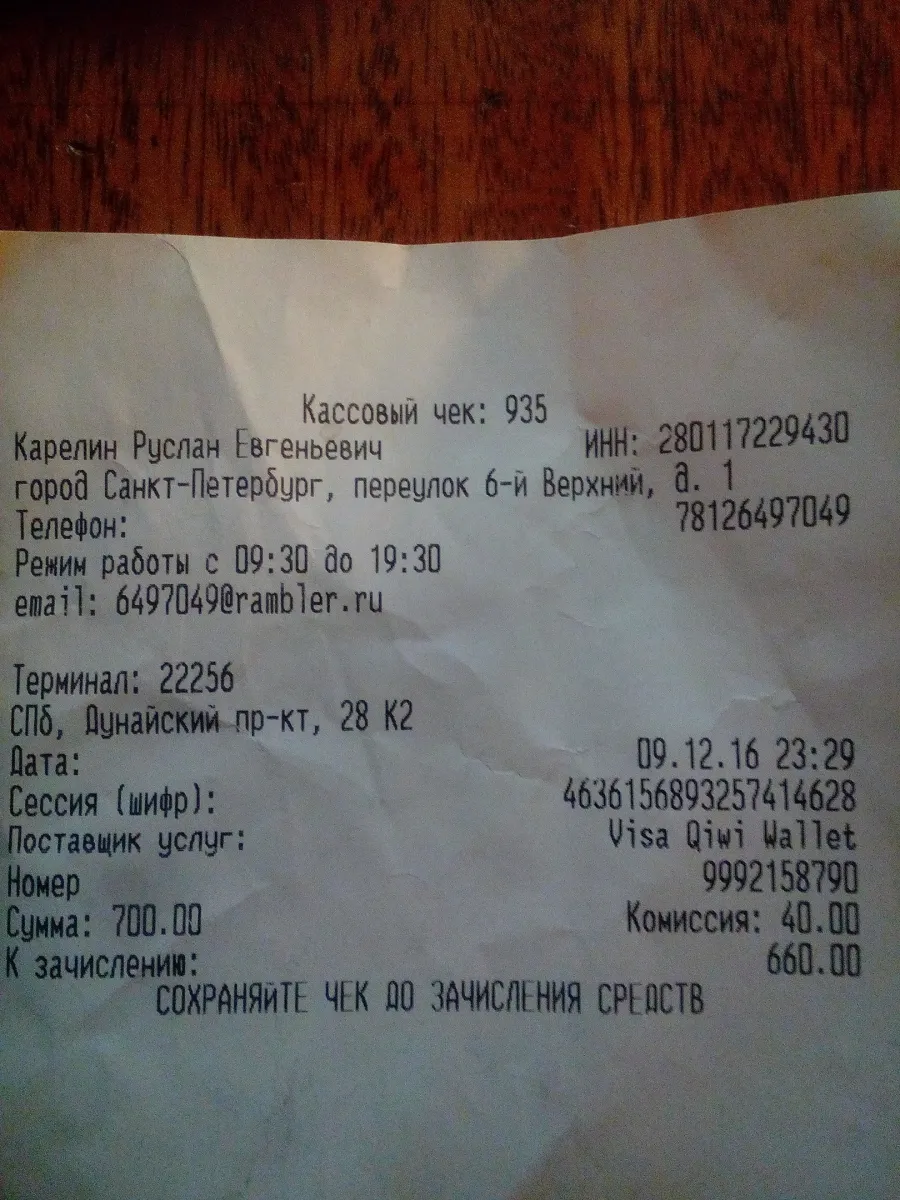 Кассовый чек: 935
Карелин Руслан Евгеньевич ИНН: 280117229430
город Санкт-Петербург, переулок 6-й Верхний, д. 1
Телефон: 78126497049
Режим работы с 09:30 до 19:30
email: 6497049@rambler.ru
Терминал: 22256
СПб, Дунайский пр-кт, 28 К2
Дата: 09.12.16 23:29
Сессия (шифр): 4636156893257414628
Поставщик услуг: Visa Qiwi Wallet
Номер 9992158790
Сумма: 700.00 Комиссия: 40.00
К зачислению: 660.00
СОХРАНЯЙТЕ ЧЕК ДО ЗАЧИСЛЕНИЯ СРЕДСТВ